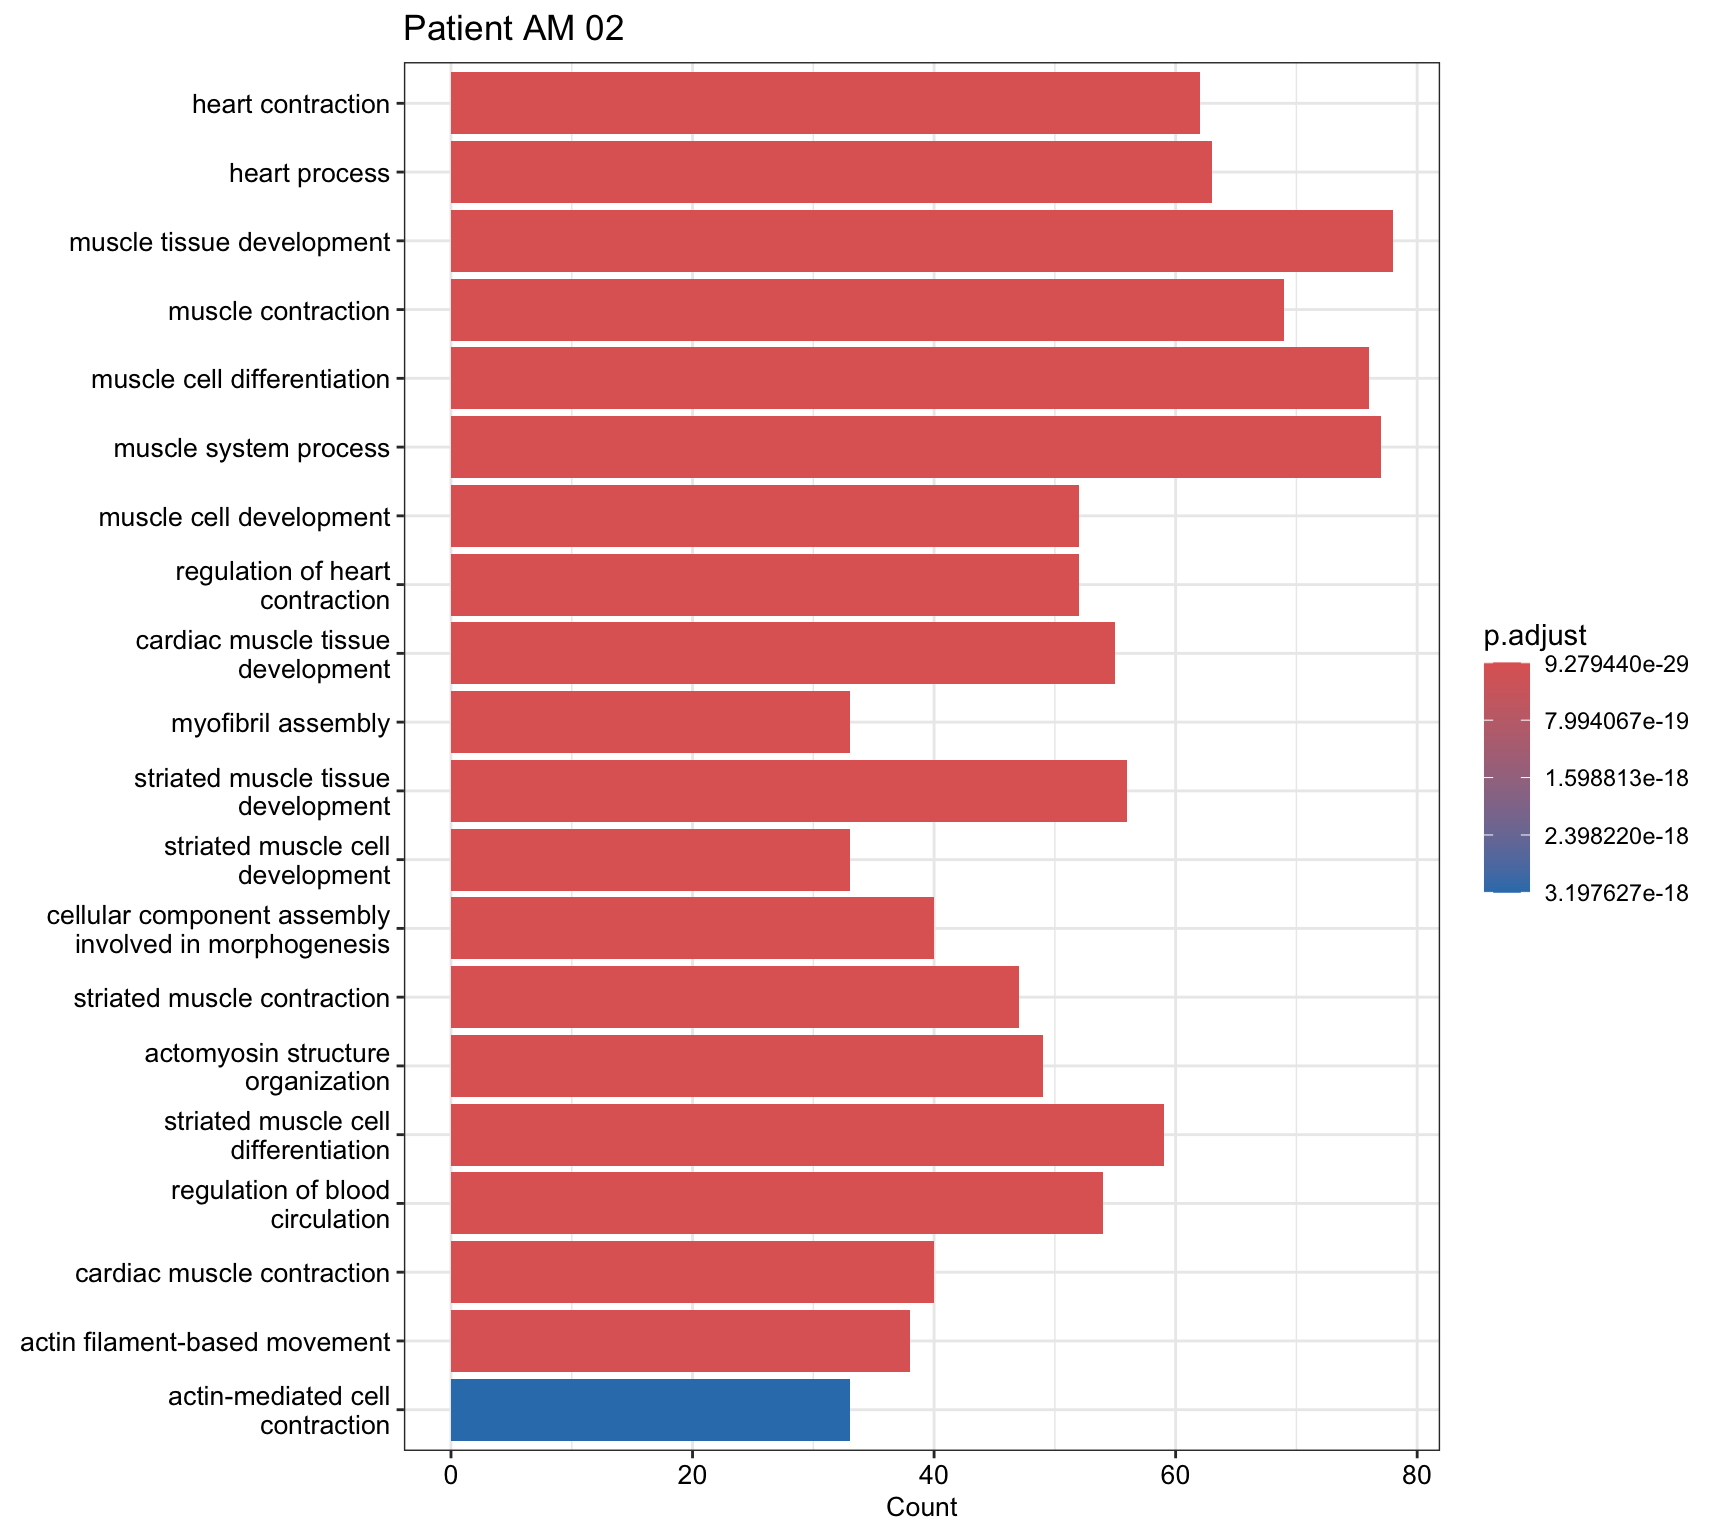 Patient AM 02
heart contraction
heart process
muscle tissue development
muscle contraction
muscle cell differentiation
muscle system process
muscle cell development
regulation of heart
contraction
cardiac muscle tissue
development
myofibril assembly
striated muscle tissue
development
striated muscle cell
development
cellular component assembly
involved in morphogenesis
striated muscle contraction
actomyosin structure
organization
striated muscle cell
differentiation
regulation of blood
circulation
cardiac muscle contraction
actin filament-based movement
actin-mediated cell
contraction
0 20 40 60 80
Count
p.adjust
9.279440e-29
7.994067e-19
1.598813e-18
2.398220e-18
3.197627e-18